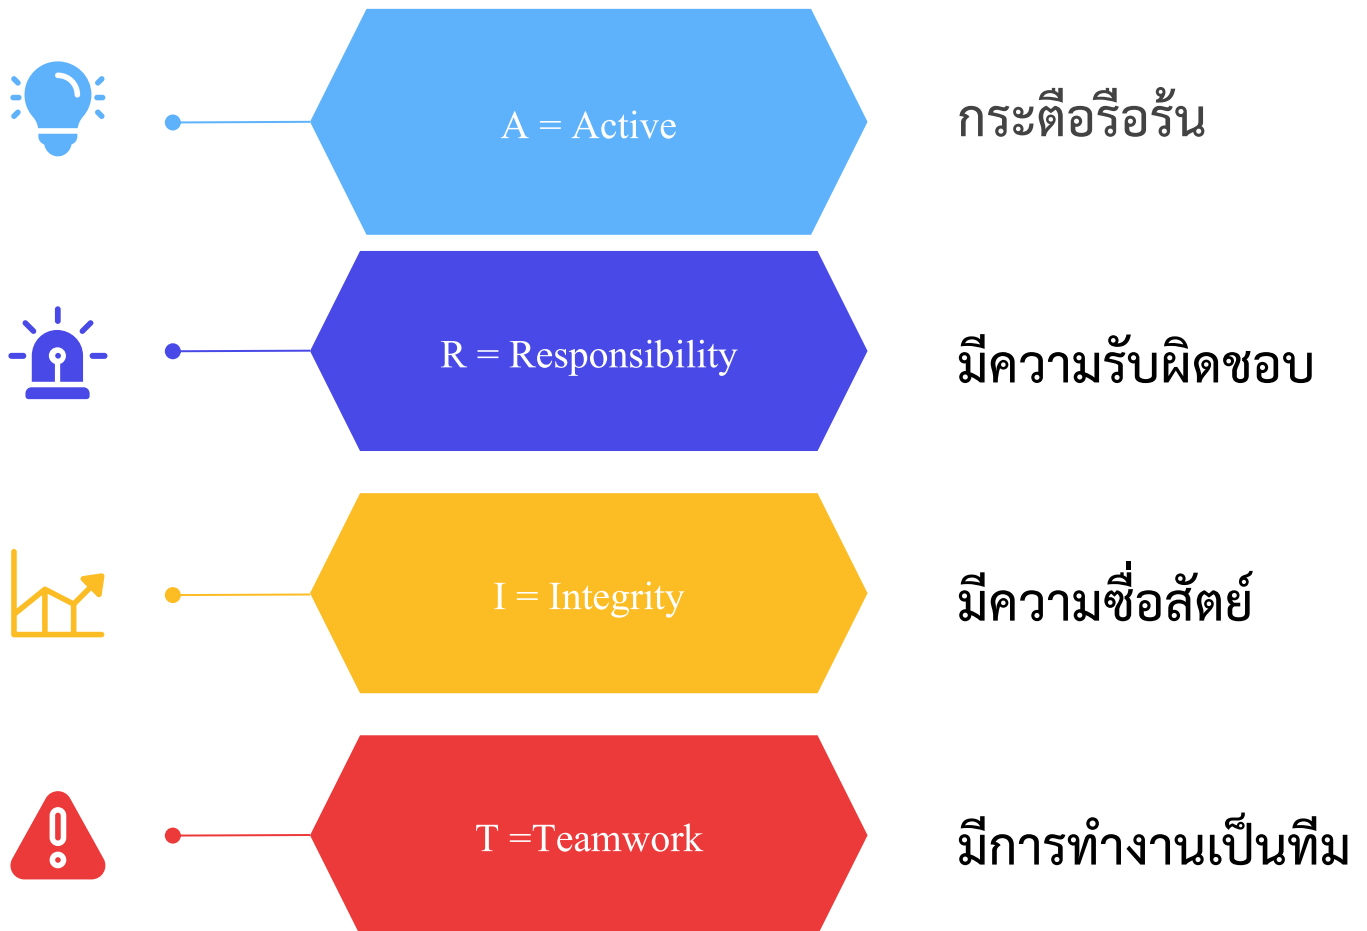 A = Active
กระตือรือร้น
R = Responsibility
มีความรับผิดชอบ
I = Integrity
มีความซื่อสัตย์
T =Teamwork
มีการทำงานเป็นทีม